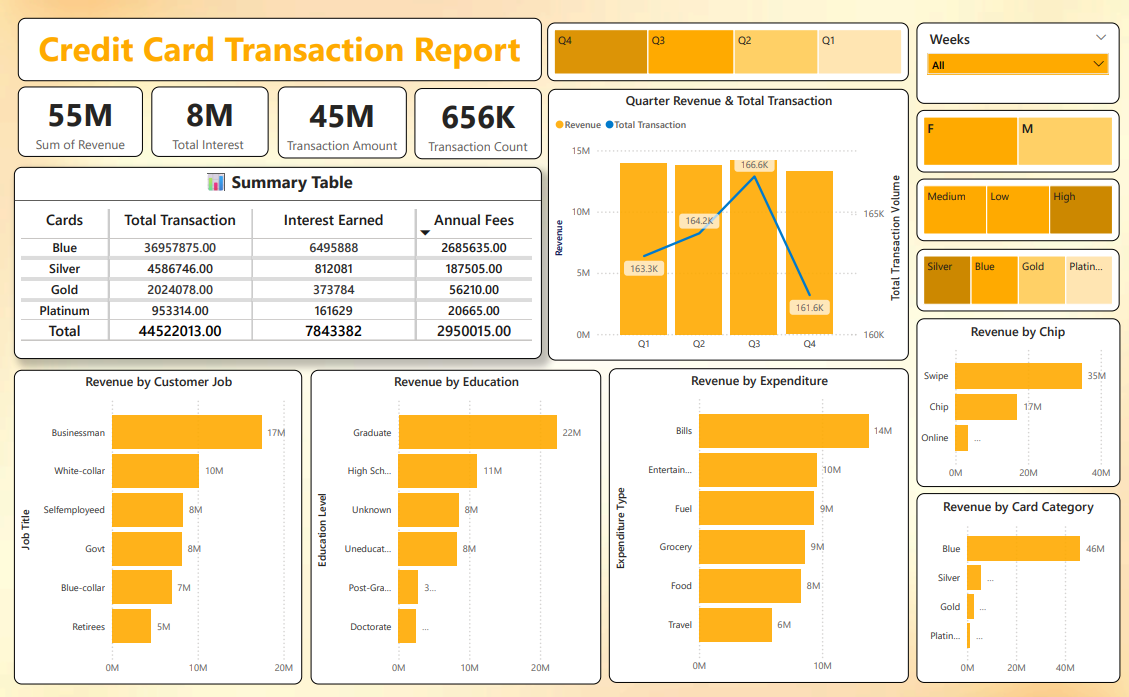 Credit Card Transaction Report
Q4 Q3 Q2 Q1
Weeks
All
55M
Sum of Revenue
8M
Total Interest
45M
Transaction Amount
656K
Transaction Count
F M
Medium Low High
Silver Blue Gold Platin...
Summary Table
Cards Total Transaction Interest Earned Annual Fees
Blue 36957875.00 6495888 2685635.00
Silver 4586746.00 812081 187505.00
Gold 2024078.00 373784 56210.00
Platinum 953314.00 161629 20665.00
Total 44522013.00 7843382 2950015.00
Quarter Revenue & Total Transaction
Revenue Total Transaction
Revenue
Total Transaction Volume
15M
10M
5M
0M
165K
160K
163.3K
164.2K
166.6K
161.6K
Q1 Q2 Q3 Q4
Revenue by Chip
Swipe 35M
Chip 17M
Online ...
0M 20M 40M
Revenue by Customer Job
Job Title
Businessman 17M
White-collar 10M
Selfemployeed 8M
Govt 8M
Blue-collar 7M
Retirees 5M
0M 10M 20M
Revenue by Education
Education Level
Graduate 22M
High Sch... 11M
Unknown 8M
Uneducat... 8M
Post-Gra... 3...
Doctorate ...
0M 10M 20M
Revenue by Expenditure
Expenditure Type
Bills 14M
Entertain... 10M
Fuel 9M
Grocery 9M
Food 8M
Travel 6M
0M 10M
Revenue by Card Category
Blue 46M
Silver ...
Gold ...
Platin... ...
0M 20M 40M